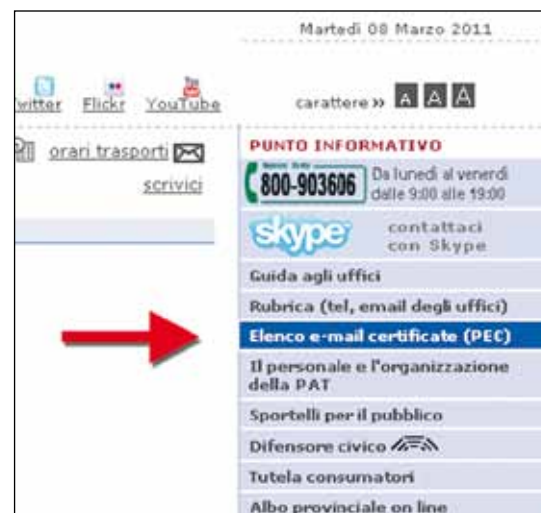 Martedì 08 Marzo 2011
witter Flickr YouTube
carattere » A A A
orari trasporti
scrivici
PUNTO INFORMATIVO
800-903606
Da lunedì al venerdì
dalle 9:00 alle 19:00
skype
contattaci
con Skype
Guida agli uffici
Rubrica (tel, email degli uffici)
Elenco e-mail certificate (PEC)
Il personale e l'organizzazione
della PAT
Sportelli per il pubblico
Difensore civico
Tutela consumatori
Albo provinciale on line